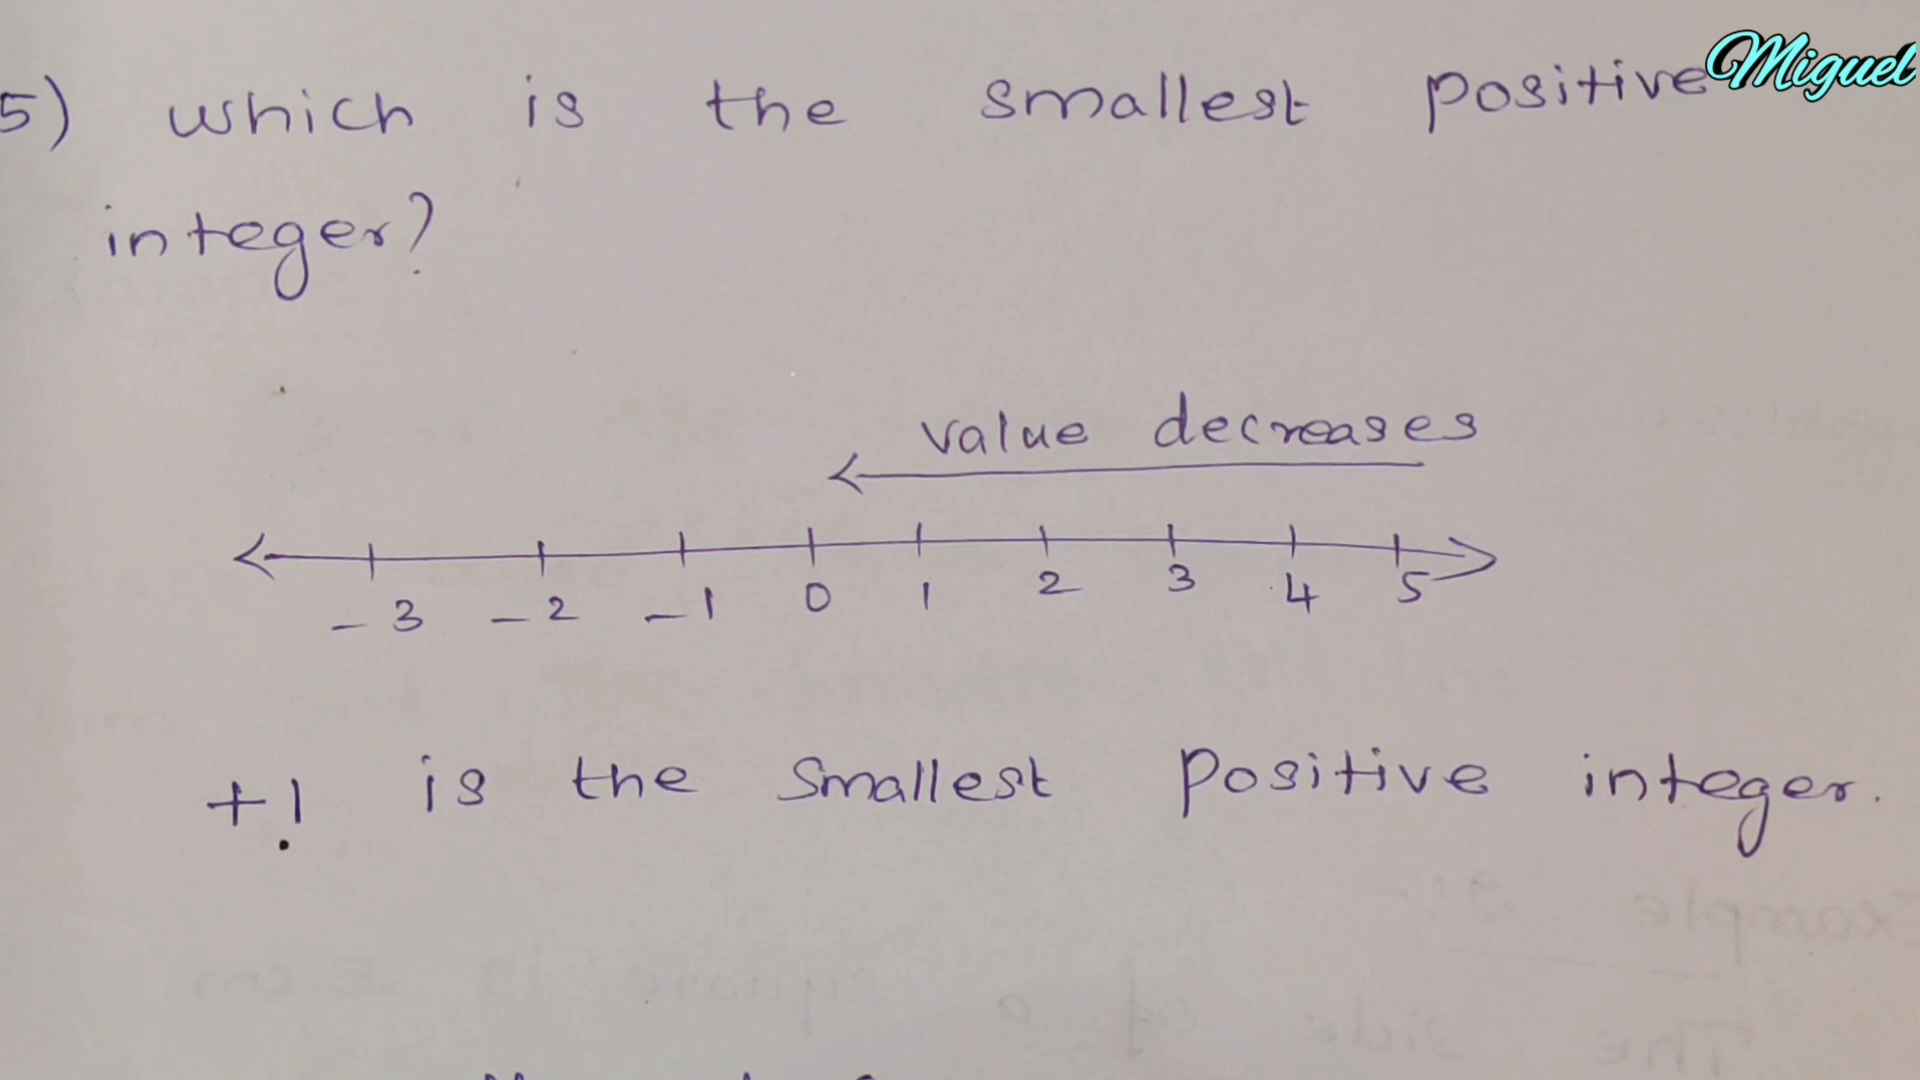 5) which is the smallest positive
Miguel
integer?
value decreases
-3 -2 -1 0 1 2 3 4 5
+1 is the smallest positive integer.